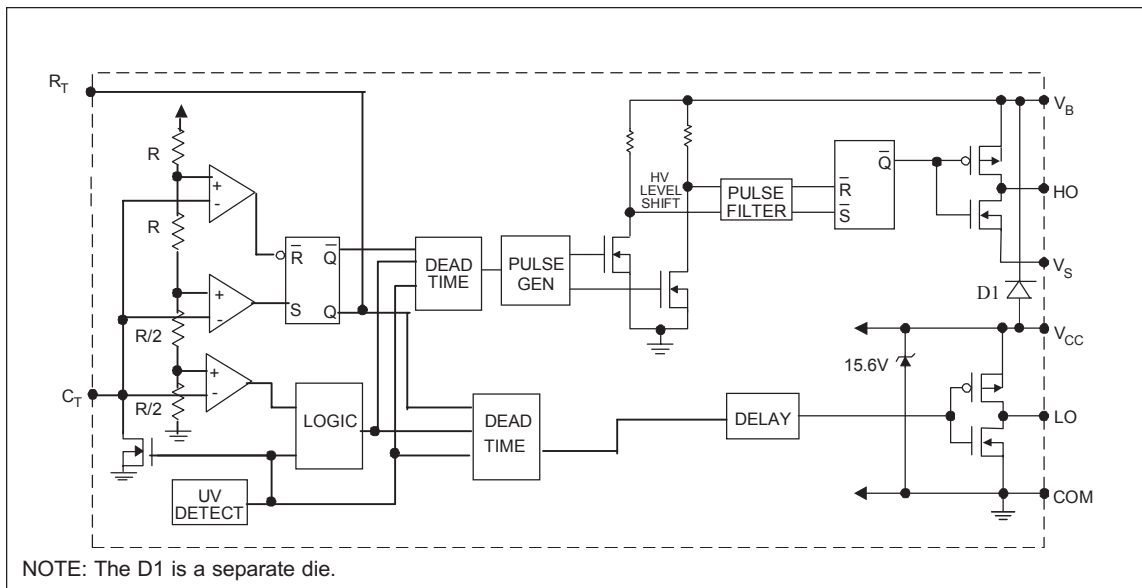 R_T
V_B
R
+
-
HV
LEVEL
SHIFT
PULSE
FILTER
R̅
S̅
Q̅
HO
R
R̅
Q̅
S
Q
DEAD
TIME
PULSE
GEN
V_S
D1
+
-
R/2
V_CC
15.6V
+
-
C_T
R/2
LOGIC
DEAD
TIME
DELAY
LO
UV
DETECT
COM
NOTE: The D1 is a separate die.